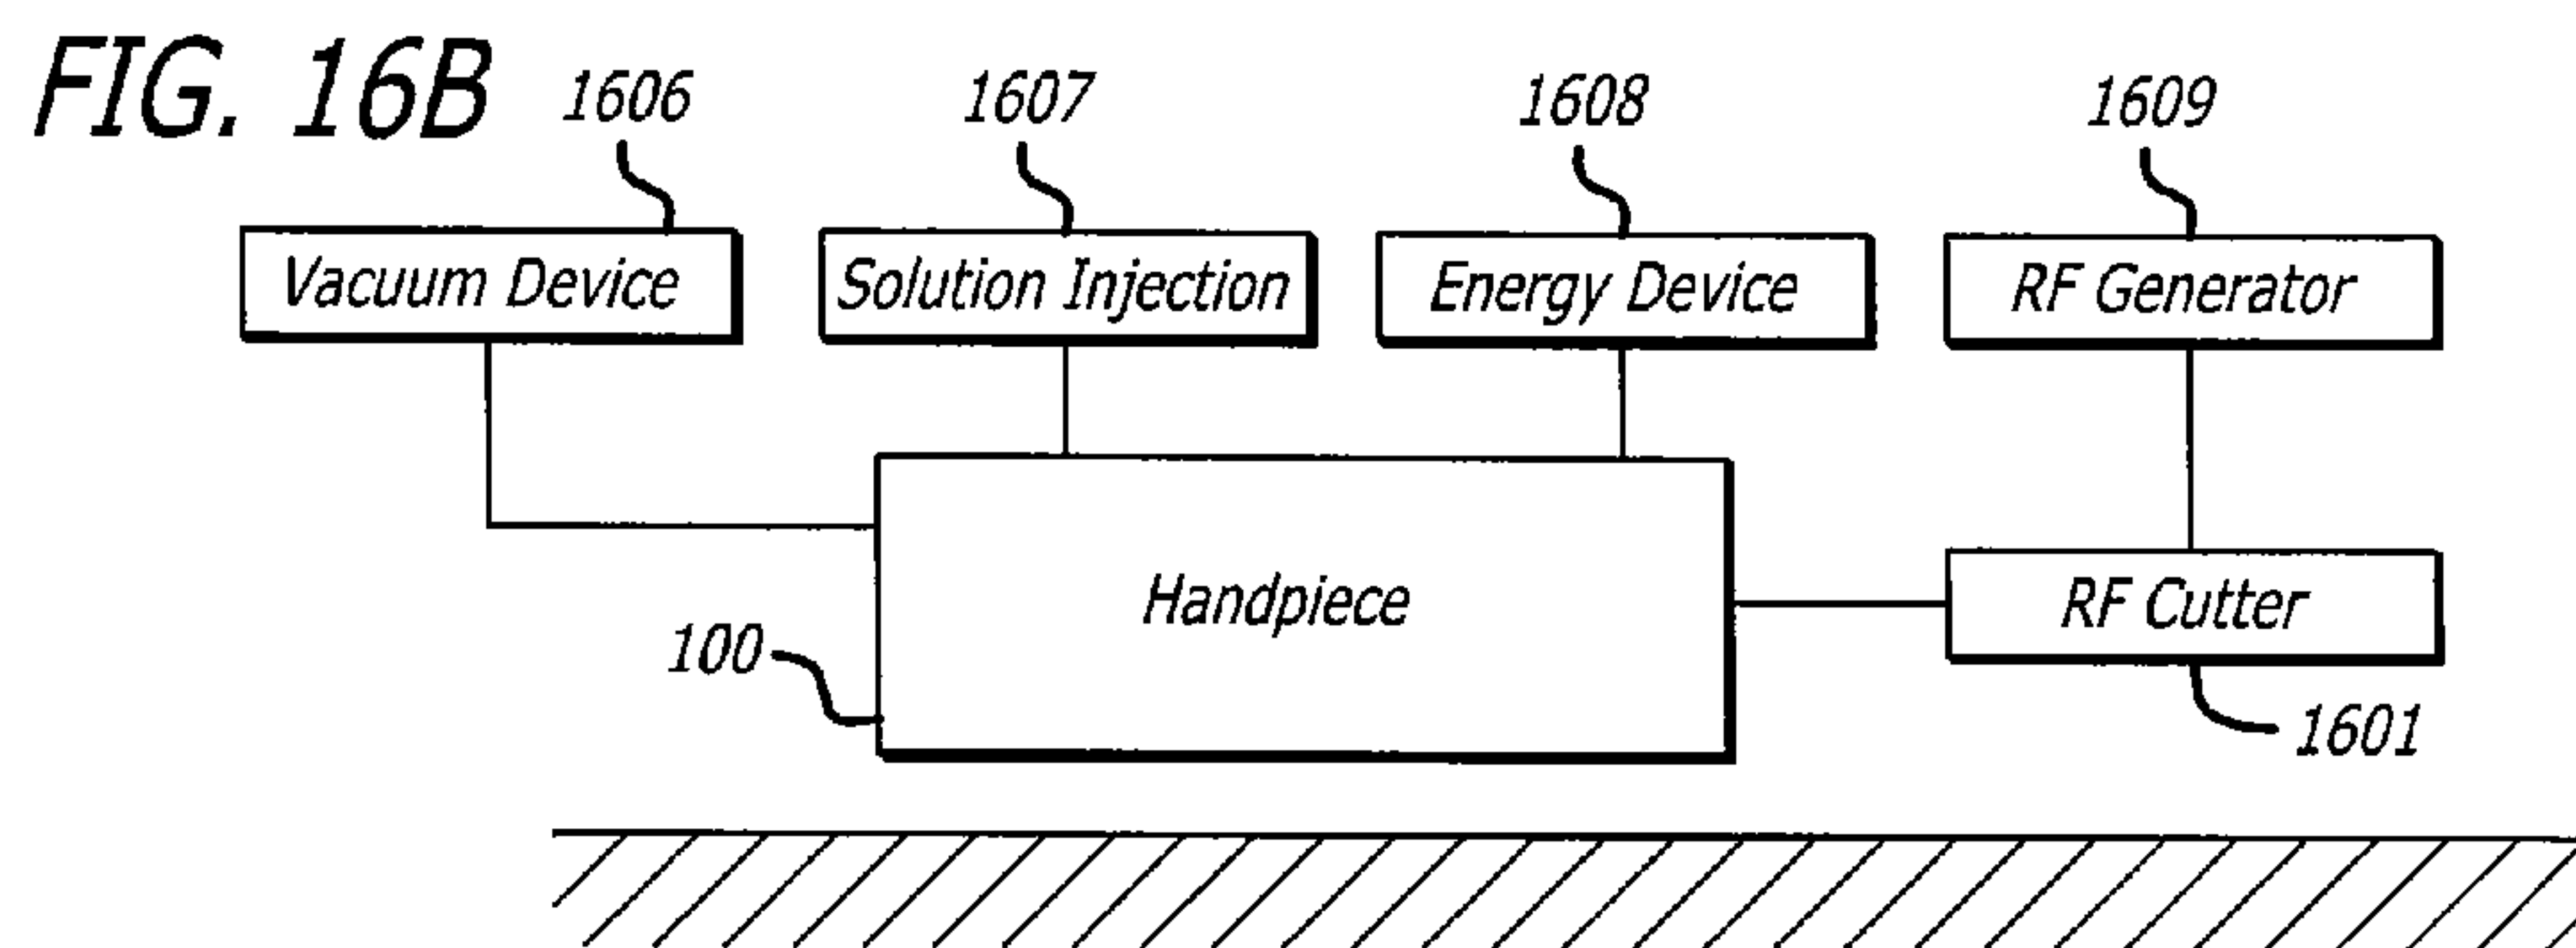 FIG. 16B
1606
1607
1608
1609
Vacuum Device
Solution Injection
Energy Device
RF Generator
Handpiece
RF Cutter
100
1601